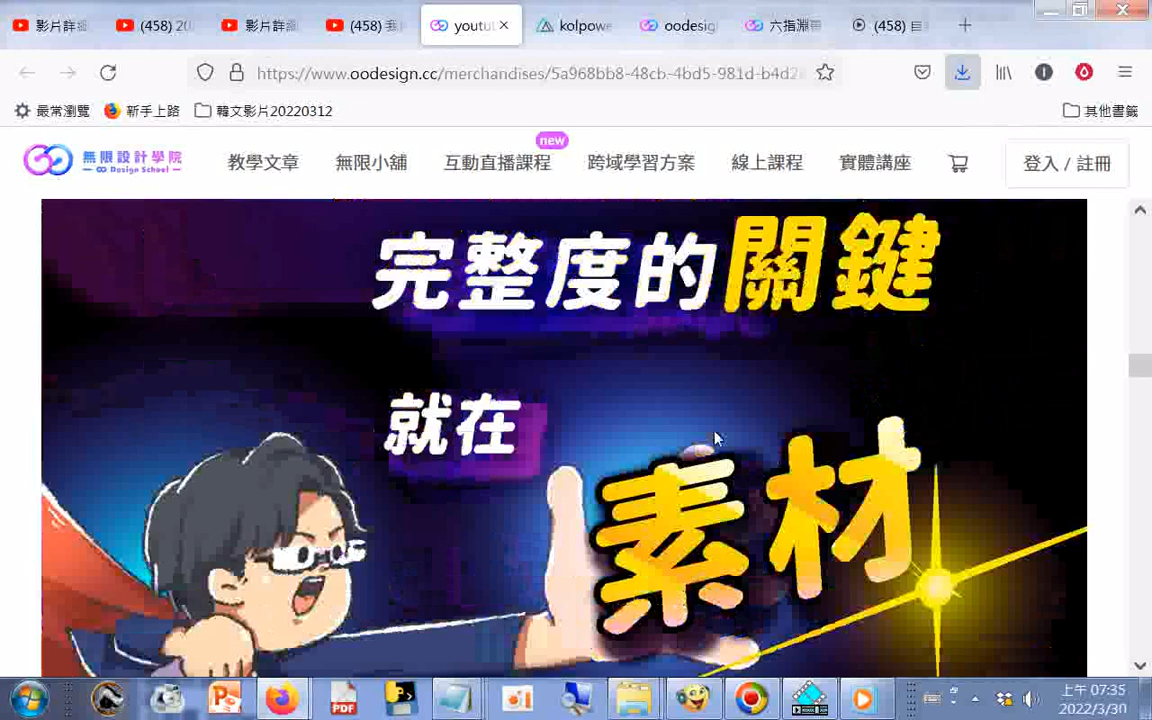 影片詳細
(458) 20
影片詳細
(458) 我
youtu
kolpowe
oodesig
六指淵
(458) 目
https://www.oodesign.cc/merchandises/5a968bb8-48cb-4bd5-981d-b4d2
最常瀏覽
新手上路
韓文影片20220312
其他書籤
無限設計學院
Design School
教學文章
無限小舖
new
互動直播課程
跨域學習方案
線上課程
實體講座
登入 / 註冊
完整度的關鍵
就在
素材
PDF
上午 07:35
2022/3/30